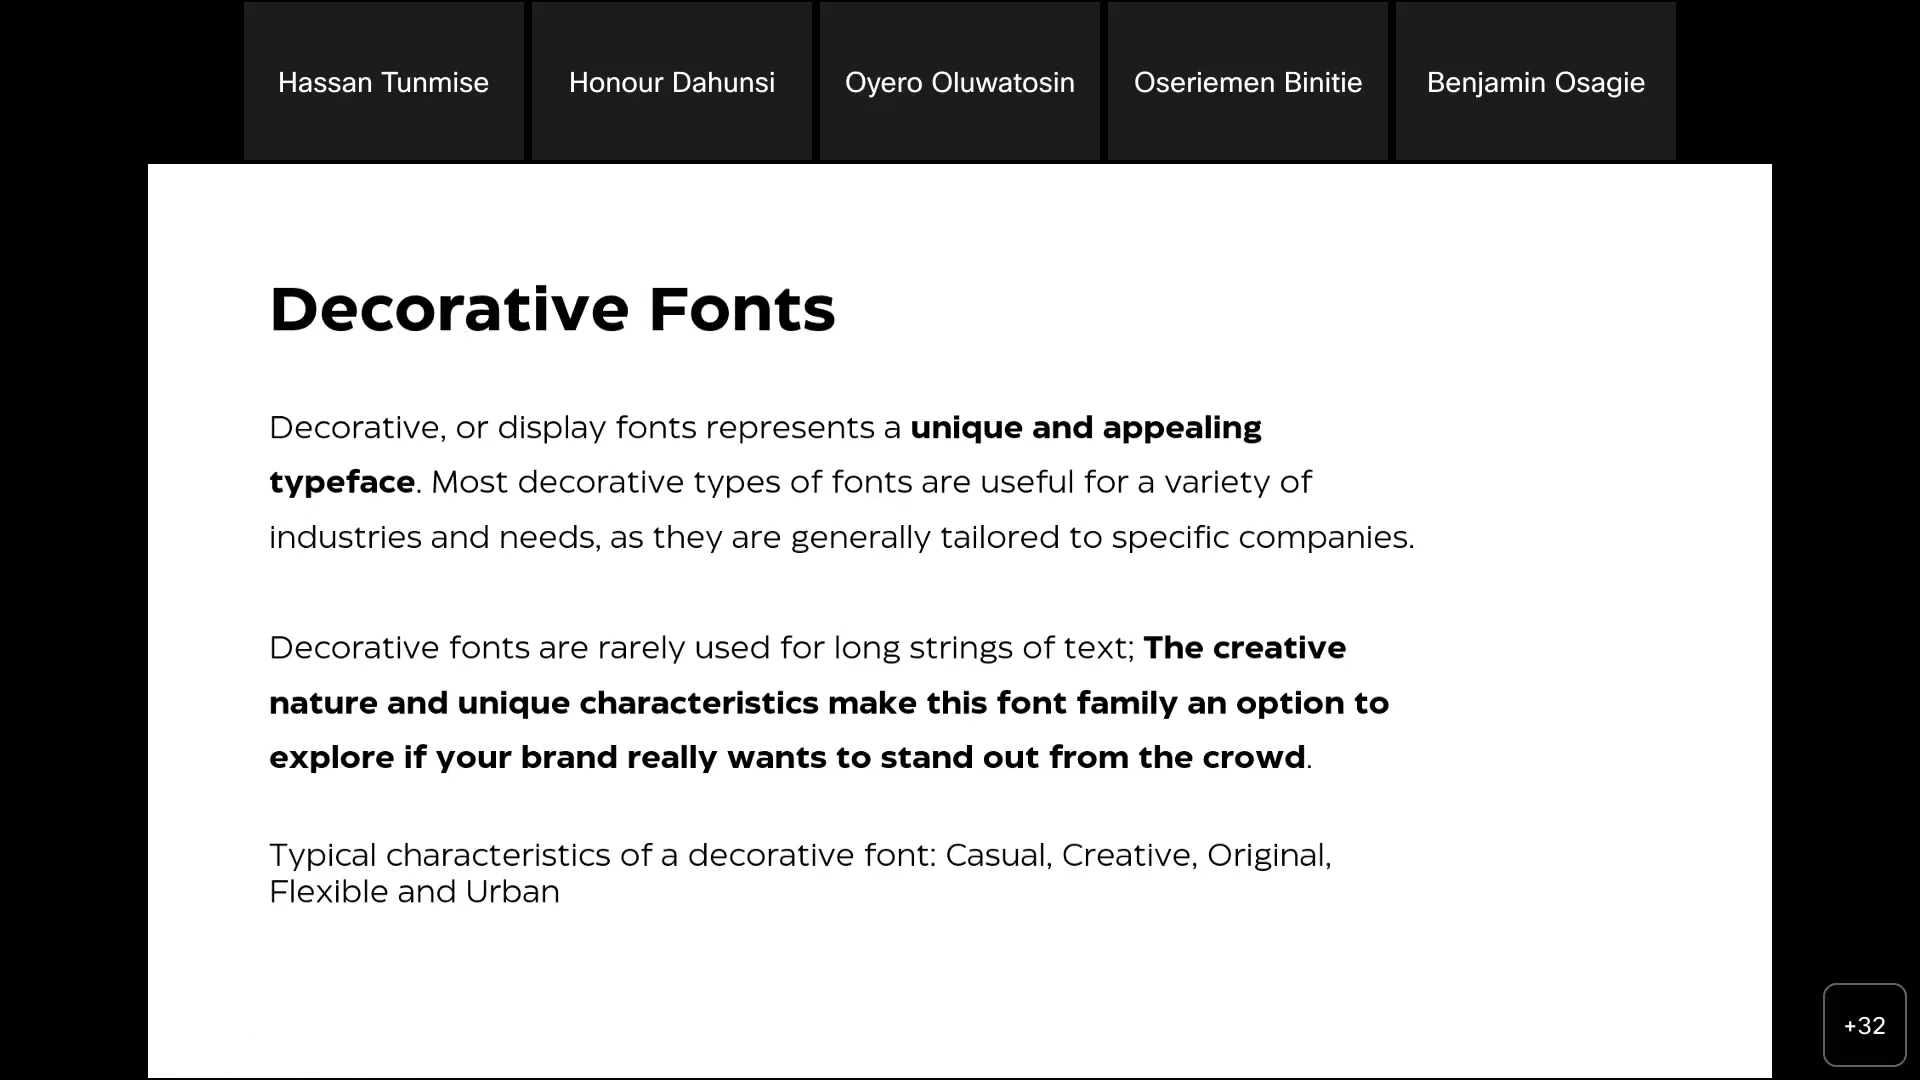 Hassan Tunmise
Honour Dahunsi
Oyero Oluwatosin
Oseriemen Binitie
Benjamin Osagie
Decorative Fonts
Decorative, or display fonts represents a unique and appealing
typeface. Most decorative types of fonts are useful for a variety of
industries and needs, as they are generally tailored to specific companies.
Decorative fonts are rarely used for long strings of text; The creative
nature and unique characteristics make this font family an option to
explore if your brand really wants to stand out from the crowd.
Typical characteristics of a decorative font: Casual, Creative, Original,
Flexible and Urban
+32